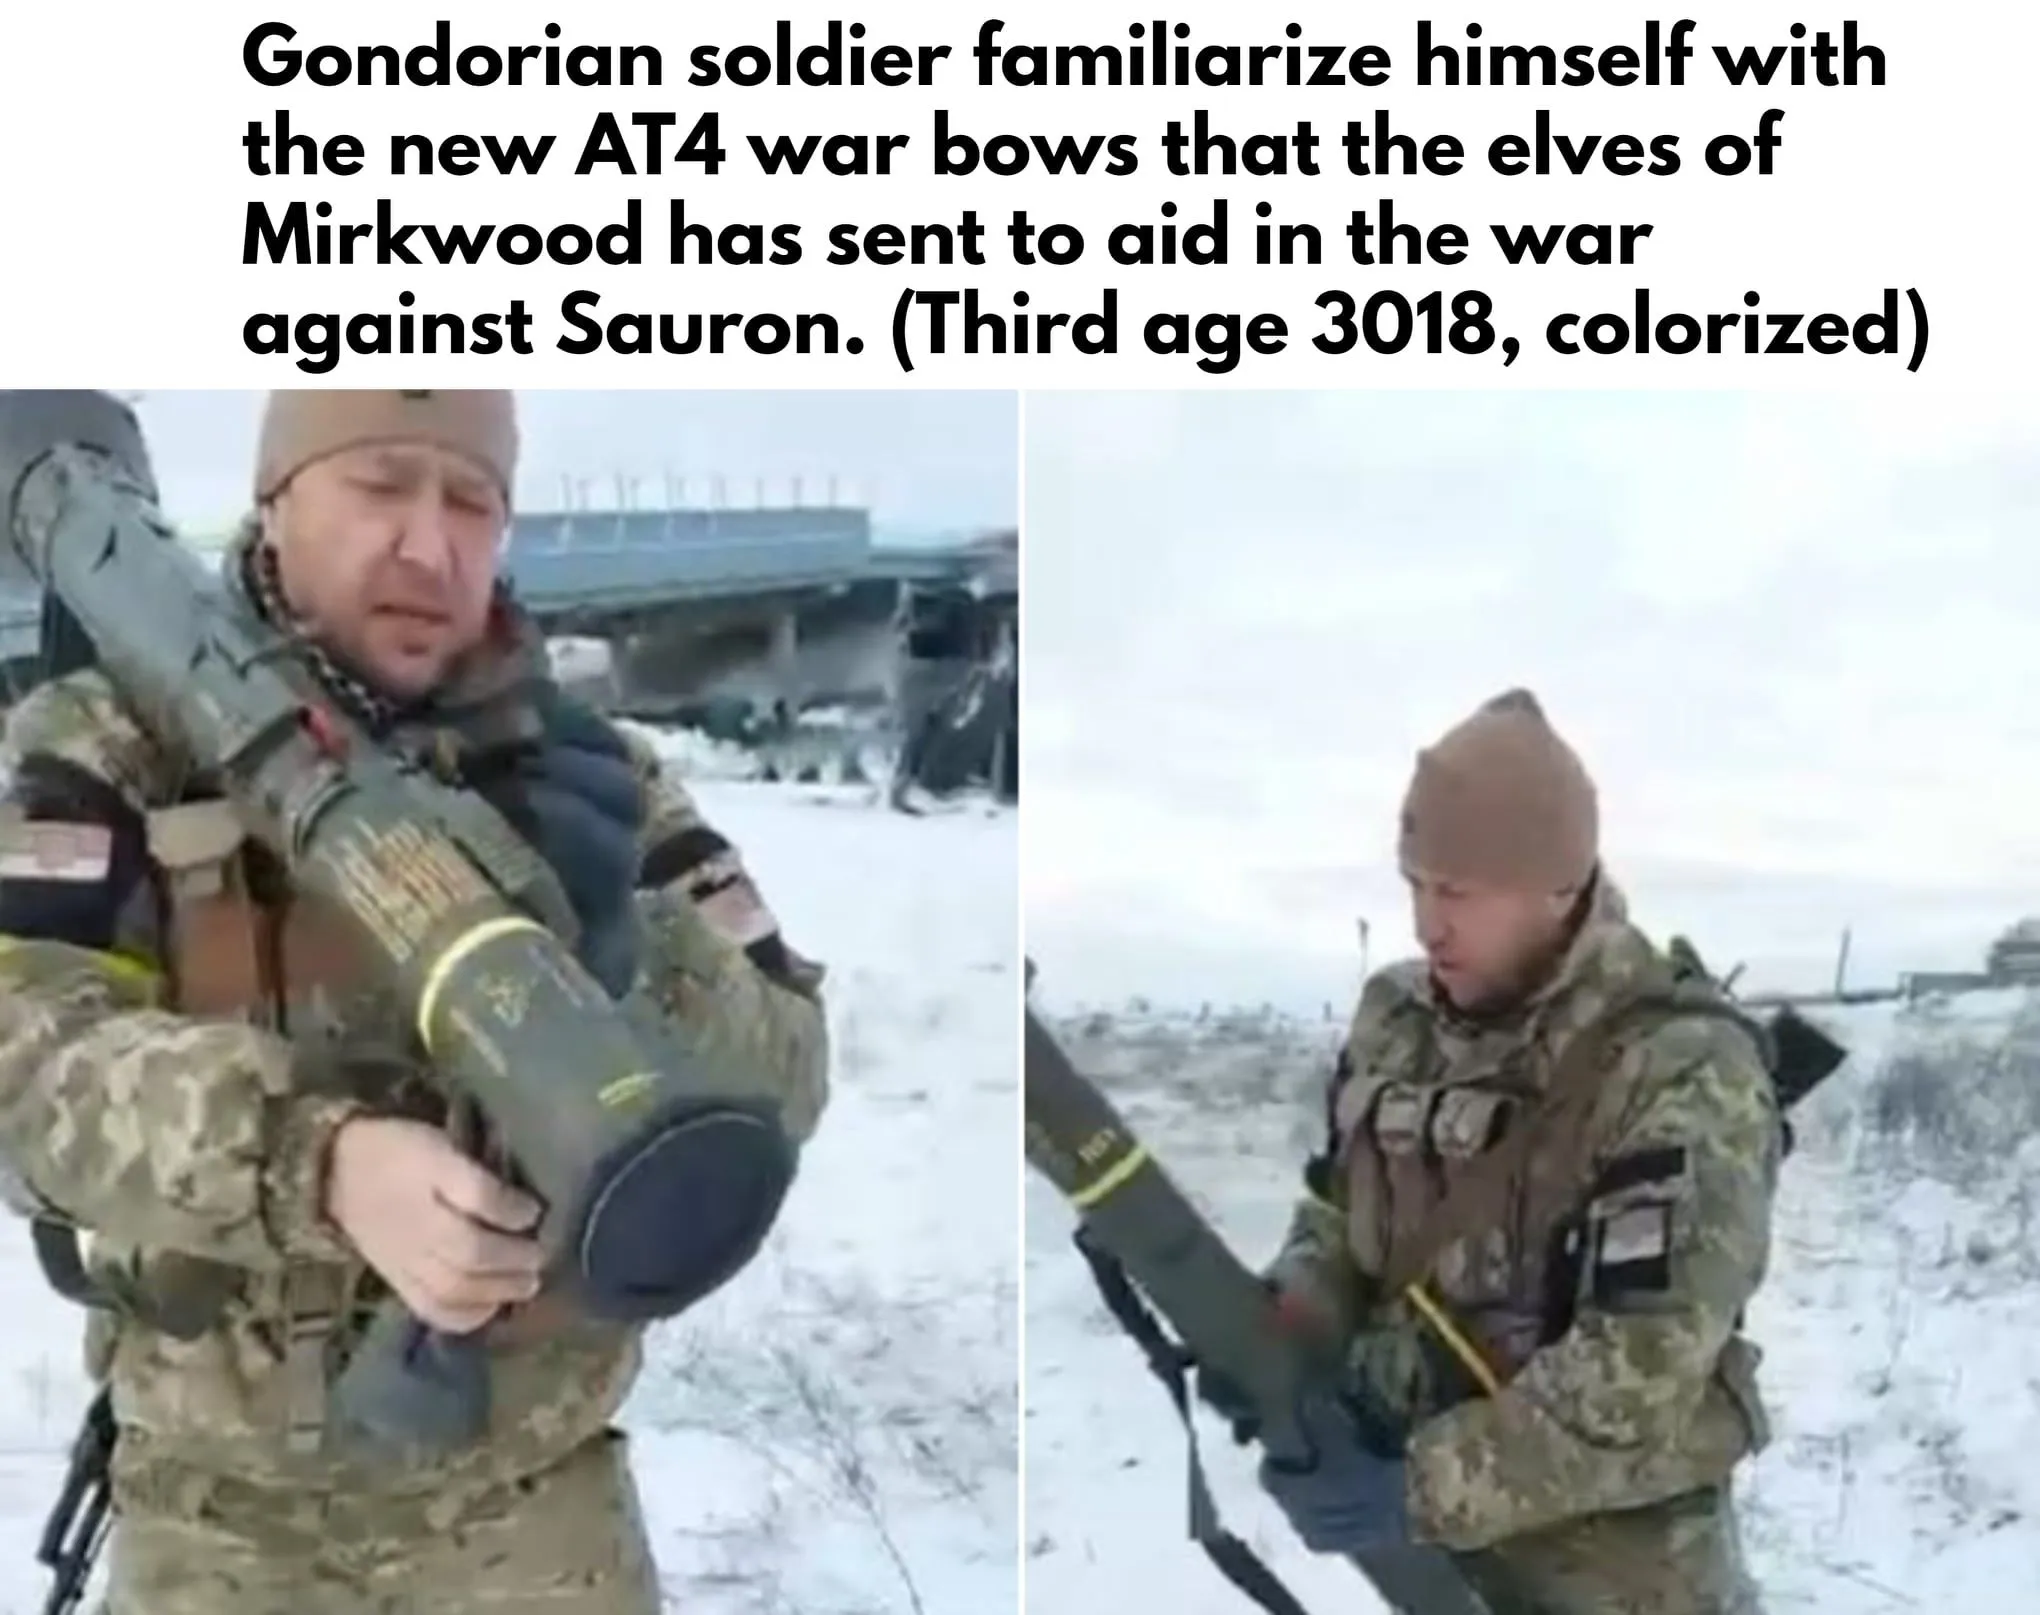 Gondorian soldier familiarize himself with
the new AT4 war bows that the elves of
Mirkwood has sent to aid in the war
against Sauron. (Third age 3018, colorized)